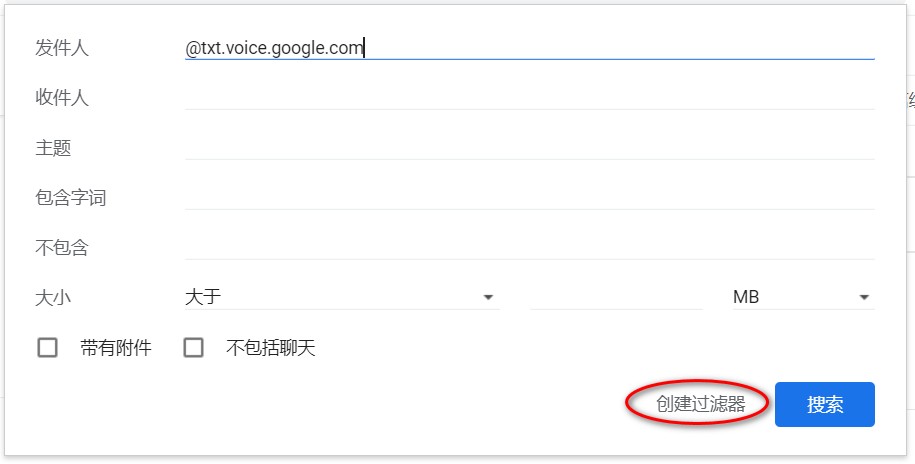 发件人 @txt.voice.google.com
收件人
主题
包含字词
不包含
大小 大于 MB
带有附件 不包括聊天
创建过滤器 搜索